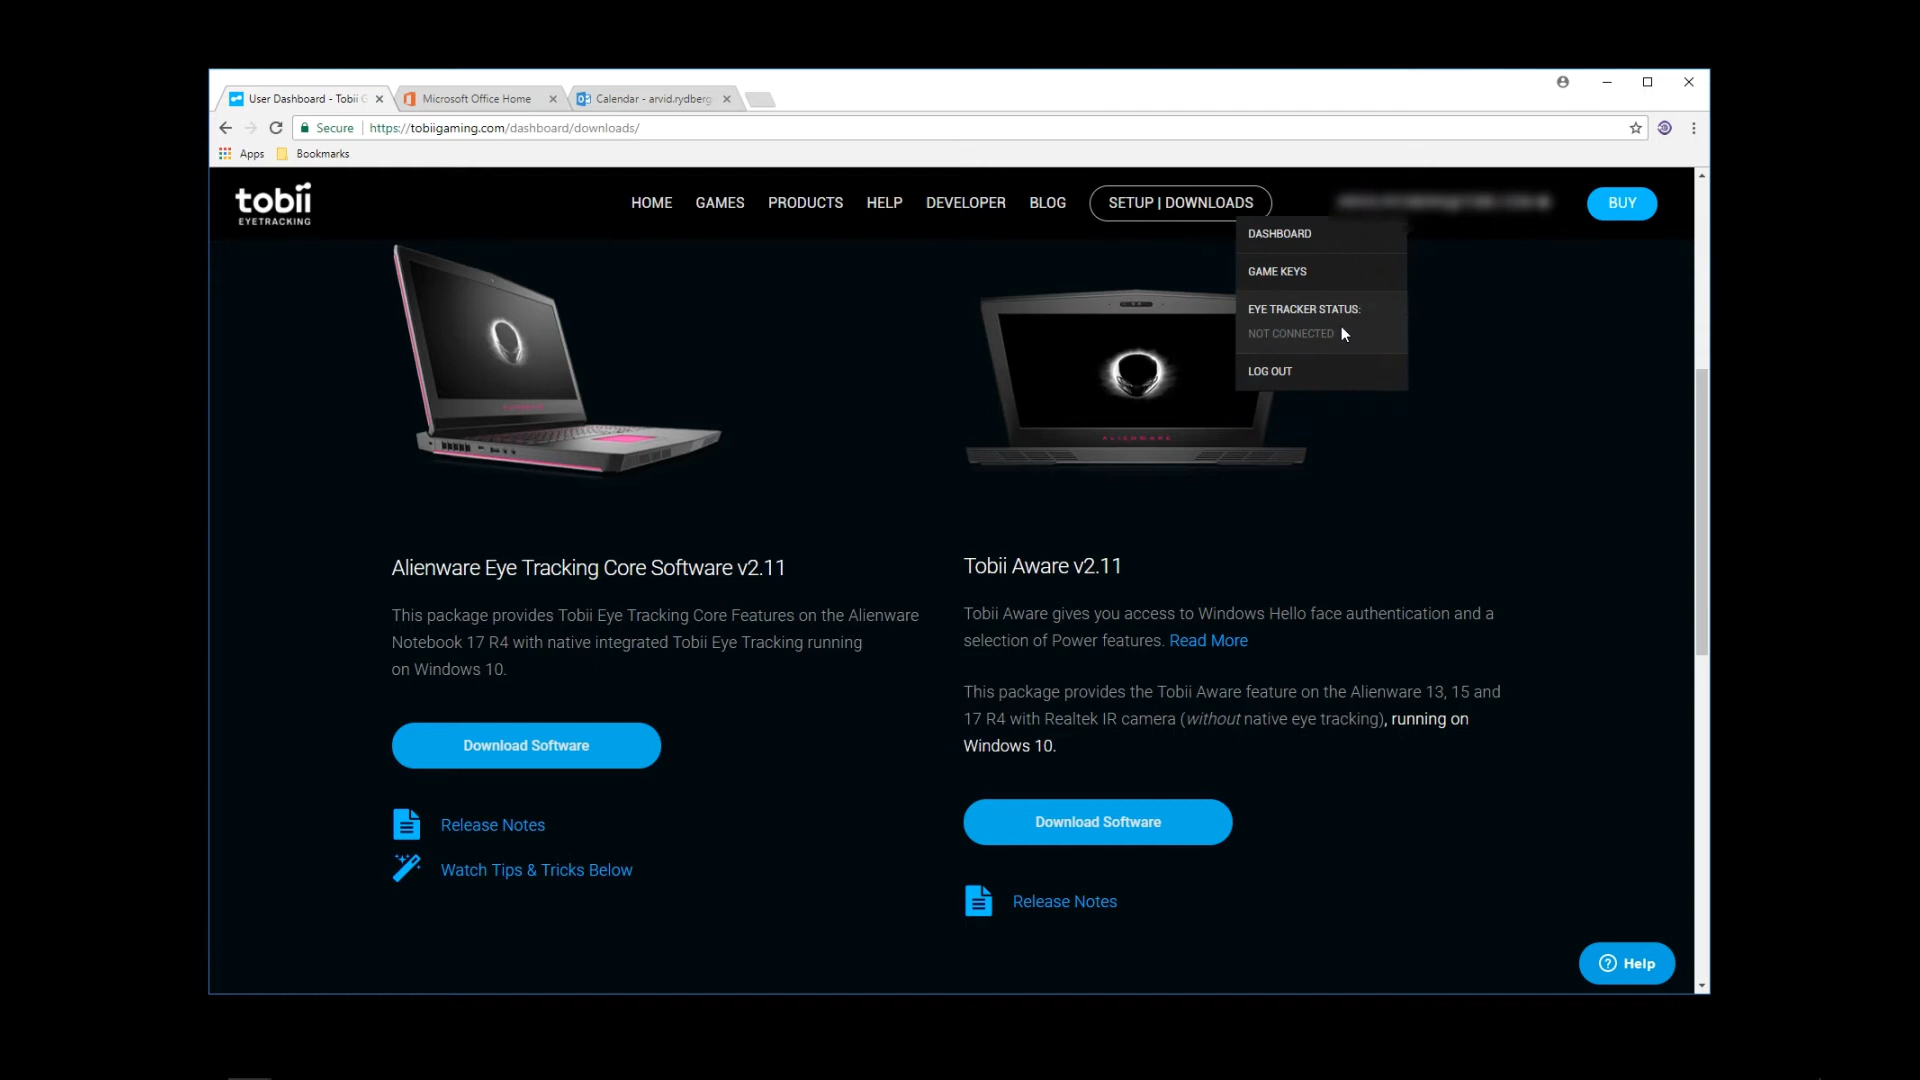 User Dashboard - Tobii G
Microsoft Office Home
Calendar - arvid.rydberg
Secure
https://tobiigaming.com/dashboard/downloads/
Apps
Bookmarks
tobii
EYETRACKING
HOME
GAMES
PRODUCTS
HELP
DEVELOPER
BLOG
SETUP | DOWNLOADS
BUY
DASHBOARD
GAME KEYS
EYE TRACKER STATUS:
NOT CONNECTED
LOG OUT
ALIENWARE
Alienware Eye Tracking Core Software v2.11
This package provides Tobii Eye Tracking Core Features on the Alienware
Notebook 17 R4 with native integrated Tobii Eye Tracking running
on Windows 10.
Download Software
Release Notes
Watch Tips & Tricks Below
Tobii Aware v2.11
Tobii Aware gives you access to Windows Hello face authentication and a
selection of Power features. Read More
This package provides the Tobii Aware feature on the Alienware 13, 15 and
17 R4 with Realtek IR camera (without native eye tracking), running on
Windows 10.
Download Software
Release Notes
Help